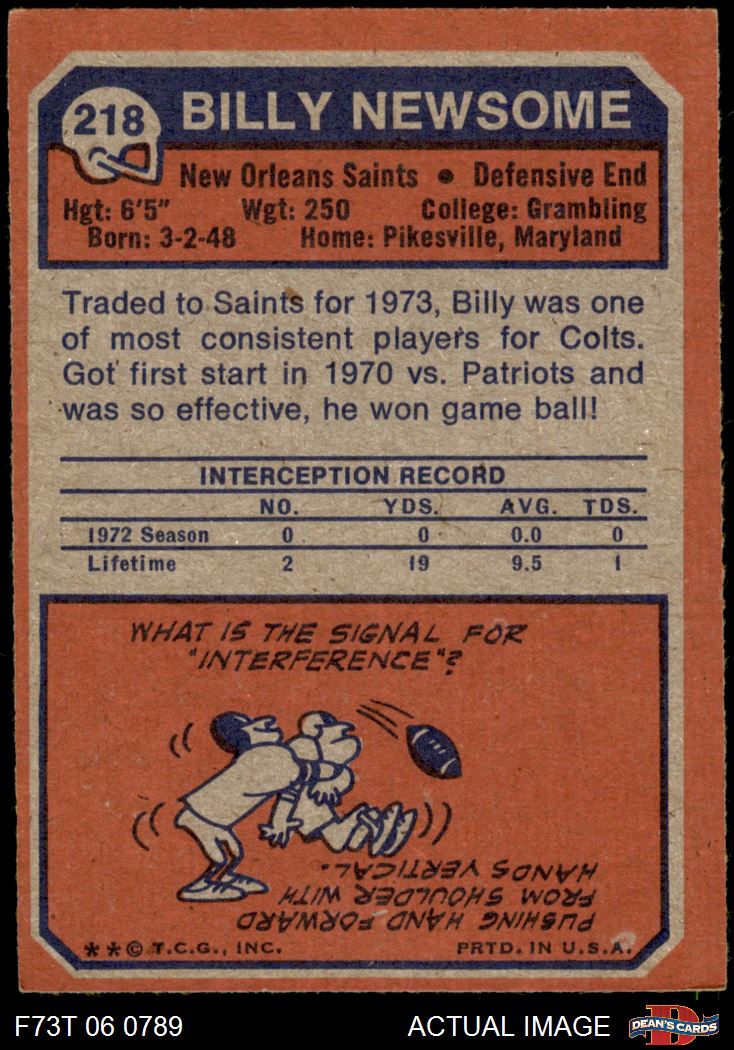 218
BILLY NEWSOME
New Orleans Saints • Defensive End
Hgt: 6'5" Wgt: 250 College: Grambling
Born: 3-2-48 Home: Pikesville, Maryland
Traded to Saints for 1973, Billy was one
of most consistent players for Colts.
Got first start in 1970 vs. Patriots and
was so effective, he won game ball!
INTERCEPTION RECORD
NO. YDS. AVG. TDS.
1972 Season 0 0 0.0 0
Lifetime 2 19 9.5 1
WHAT IS THE SIGNAL FOR
"INTERFERENCE"?
PUSHING HAND FORWARD
FROM SHOULDER WITH
HANDS VERTICAL.
**© T.C.G., INC. PRTD. IN U.S.A.
F73T 06 0789 ACTUAL IMAGE D DEAN'S CARDS